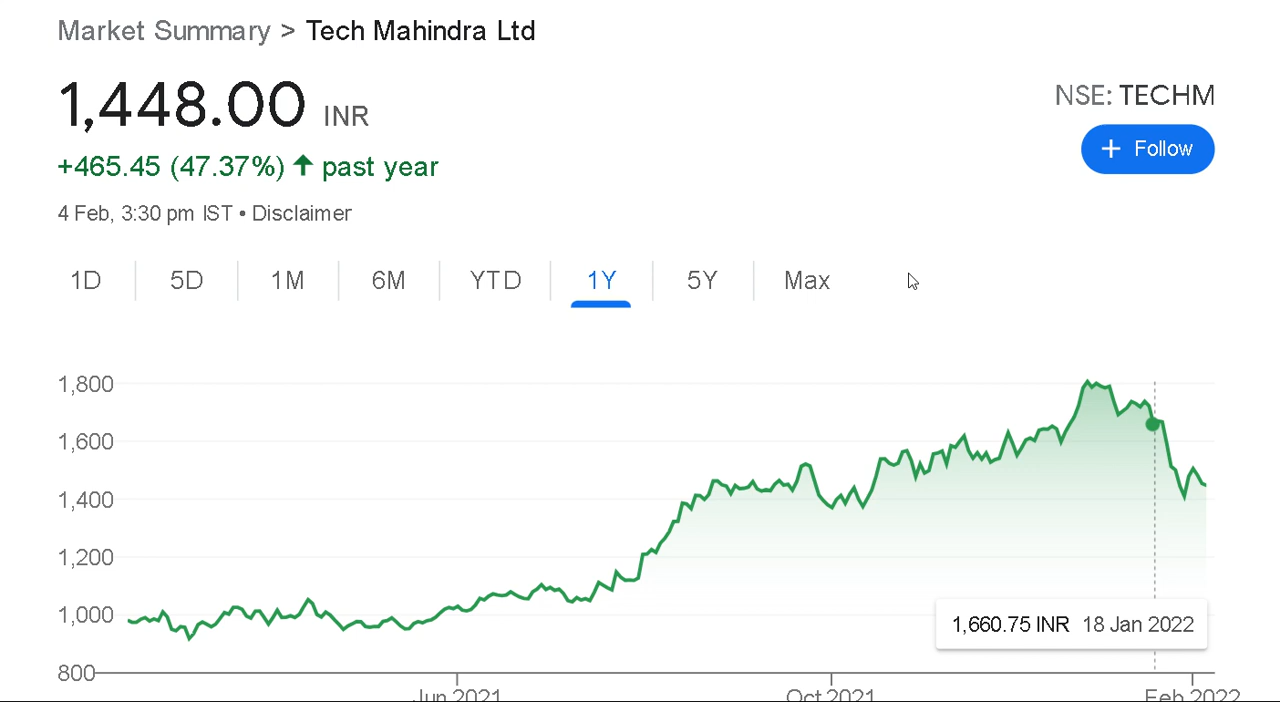 Market Summary > Tech Mahindra Ltd
1,448.00 INR
NSE: TECHM
+ Follow
+465.45 (47.37%) ↑ past year
4 Feb, 3:30 pm IST • Disclaimer
1D 5D 1M 6M YTD 1Y 5Y Max
1,800
1,600
1,400
1,200
1,000
800
1,660.75 INR 18 Jan 2022
Jun 2021 Oct 2021 Feb 2022